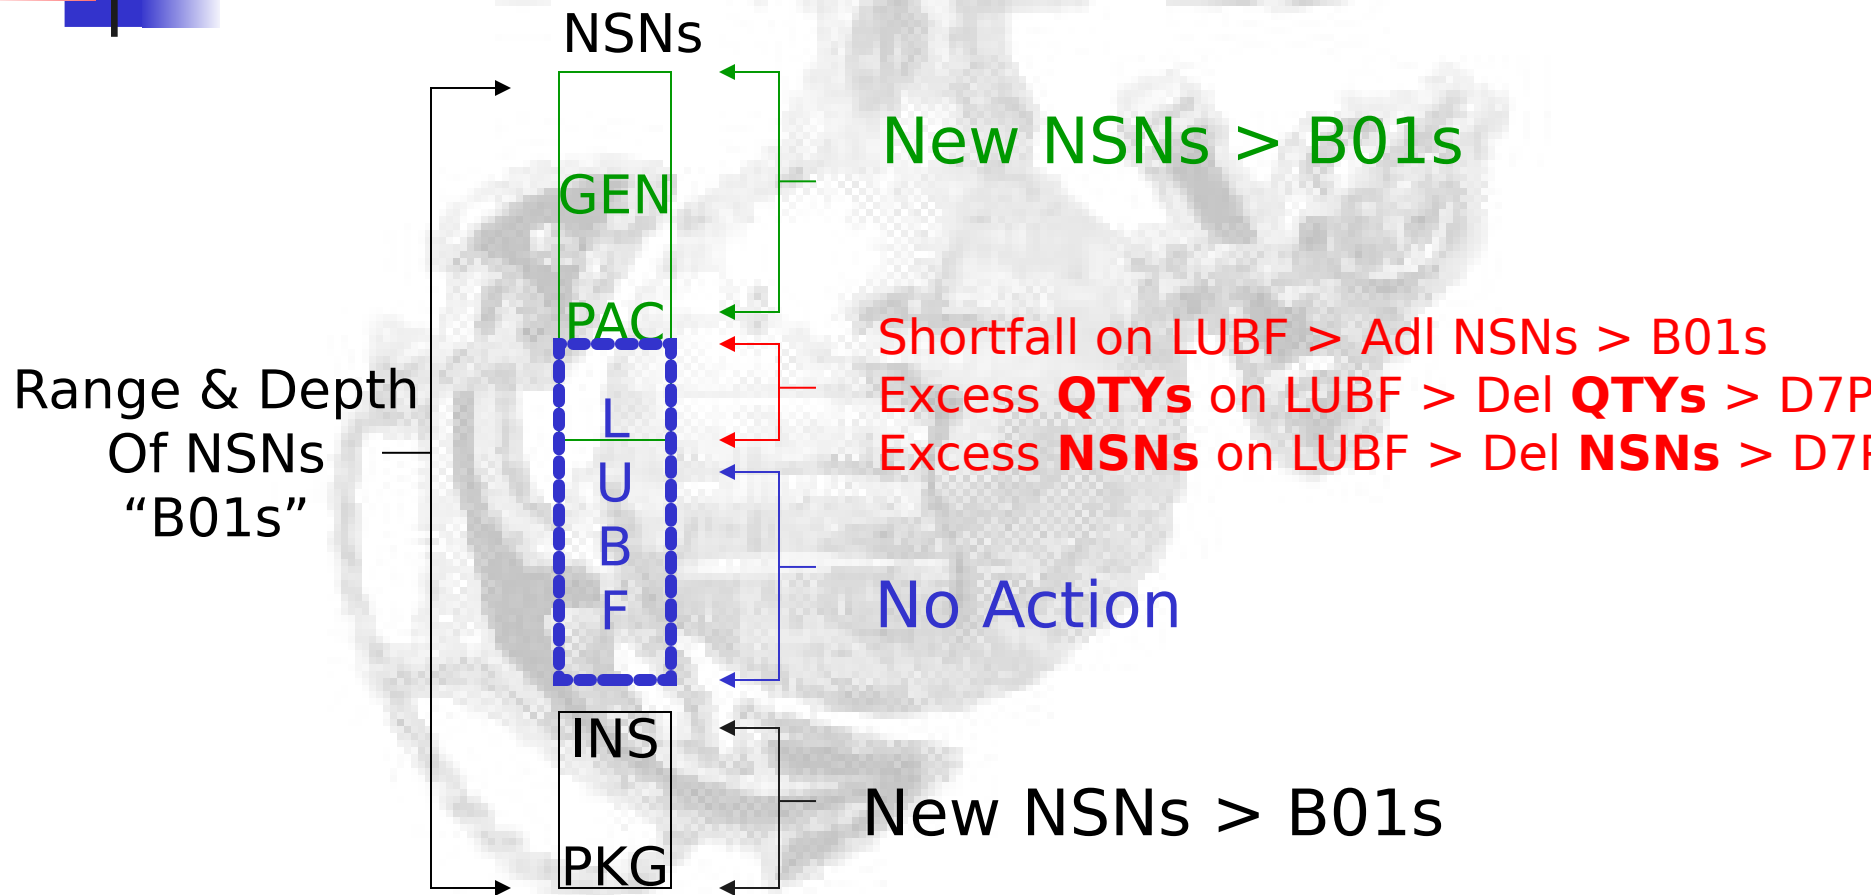 NSNs
New NSNs > B01s
GEN
PAC
Shortfall on LUBF > Adl NSNs > B01s
Excess QTYs on LUBF > Del QTYs > D7P
Excess NSNs on LUBF > Del NSNs > D7P
Range & Depth
Of NSNs
“B01s”
L
U
B
F
No Action
INS
PKG
New NSNs > B01s